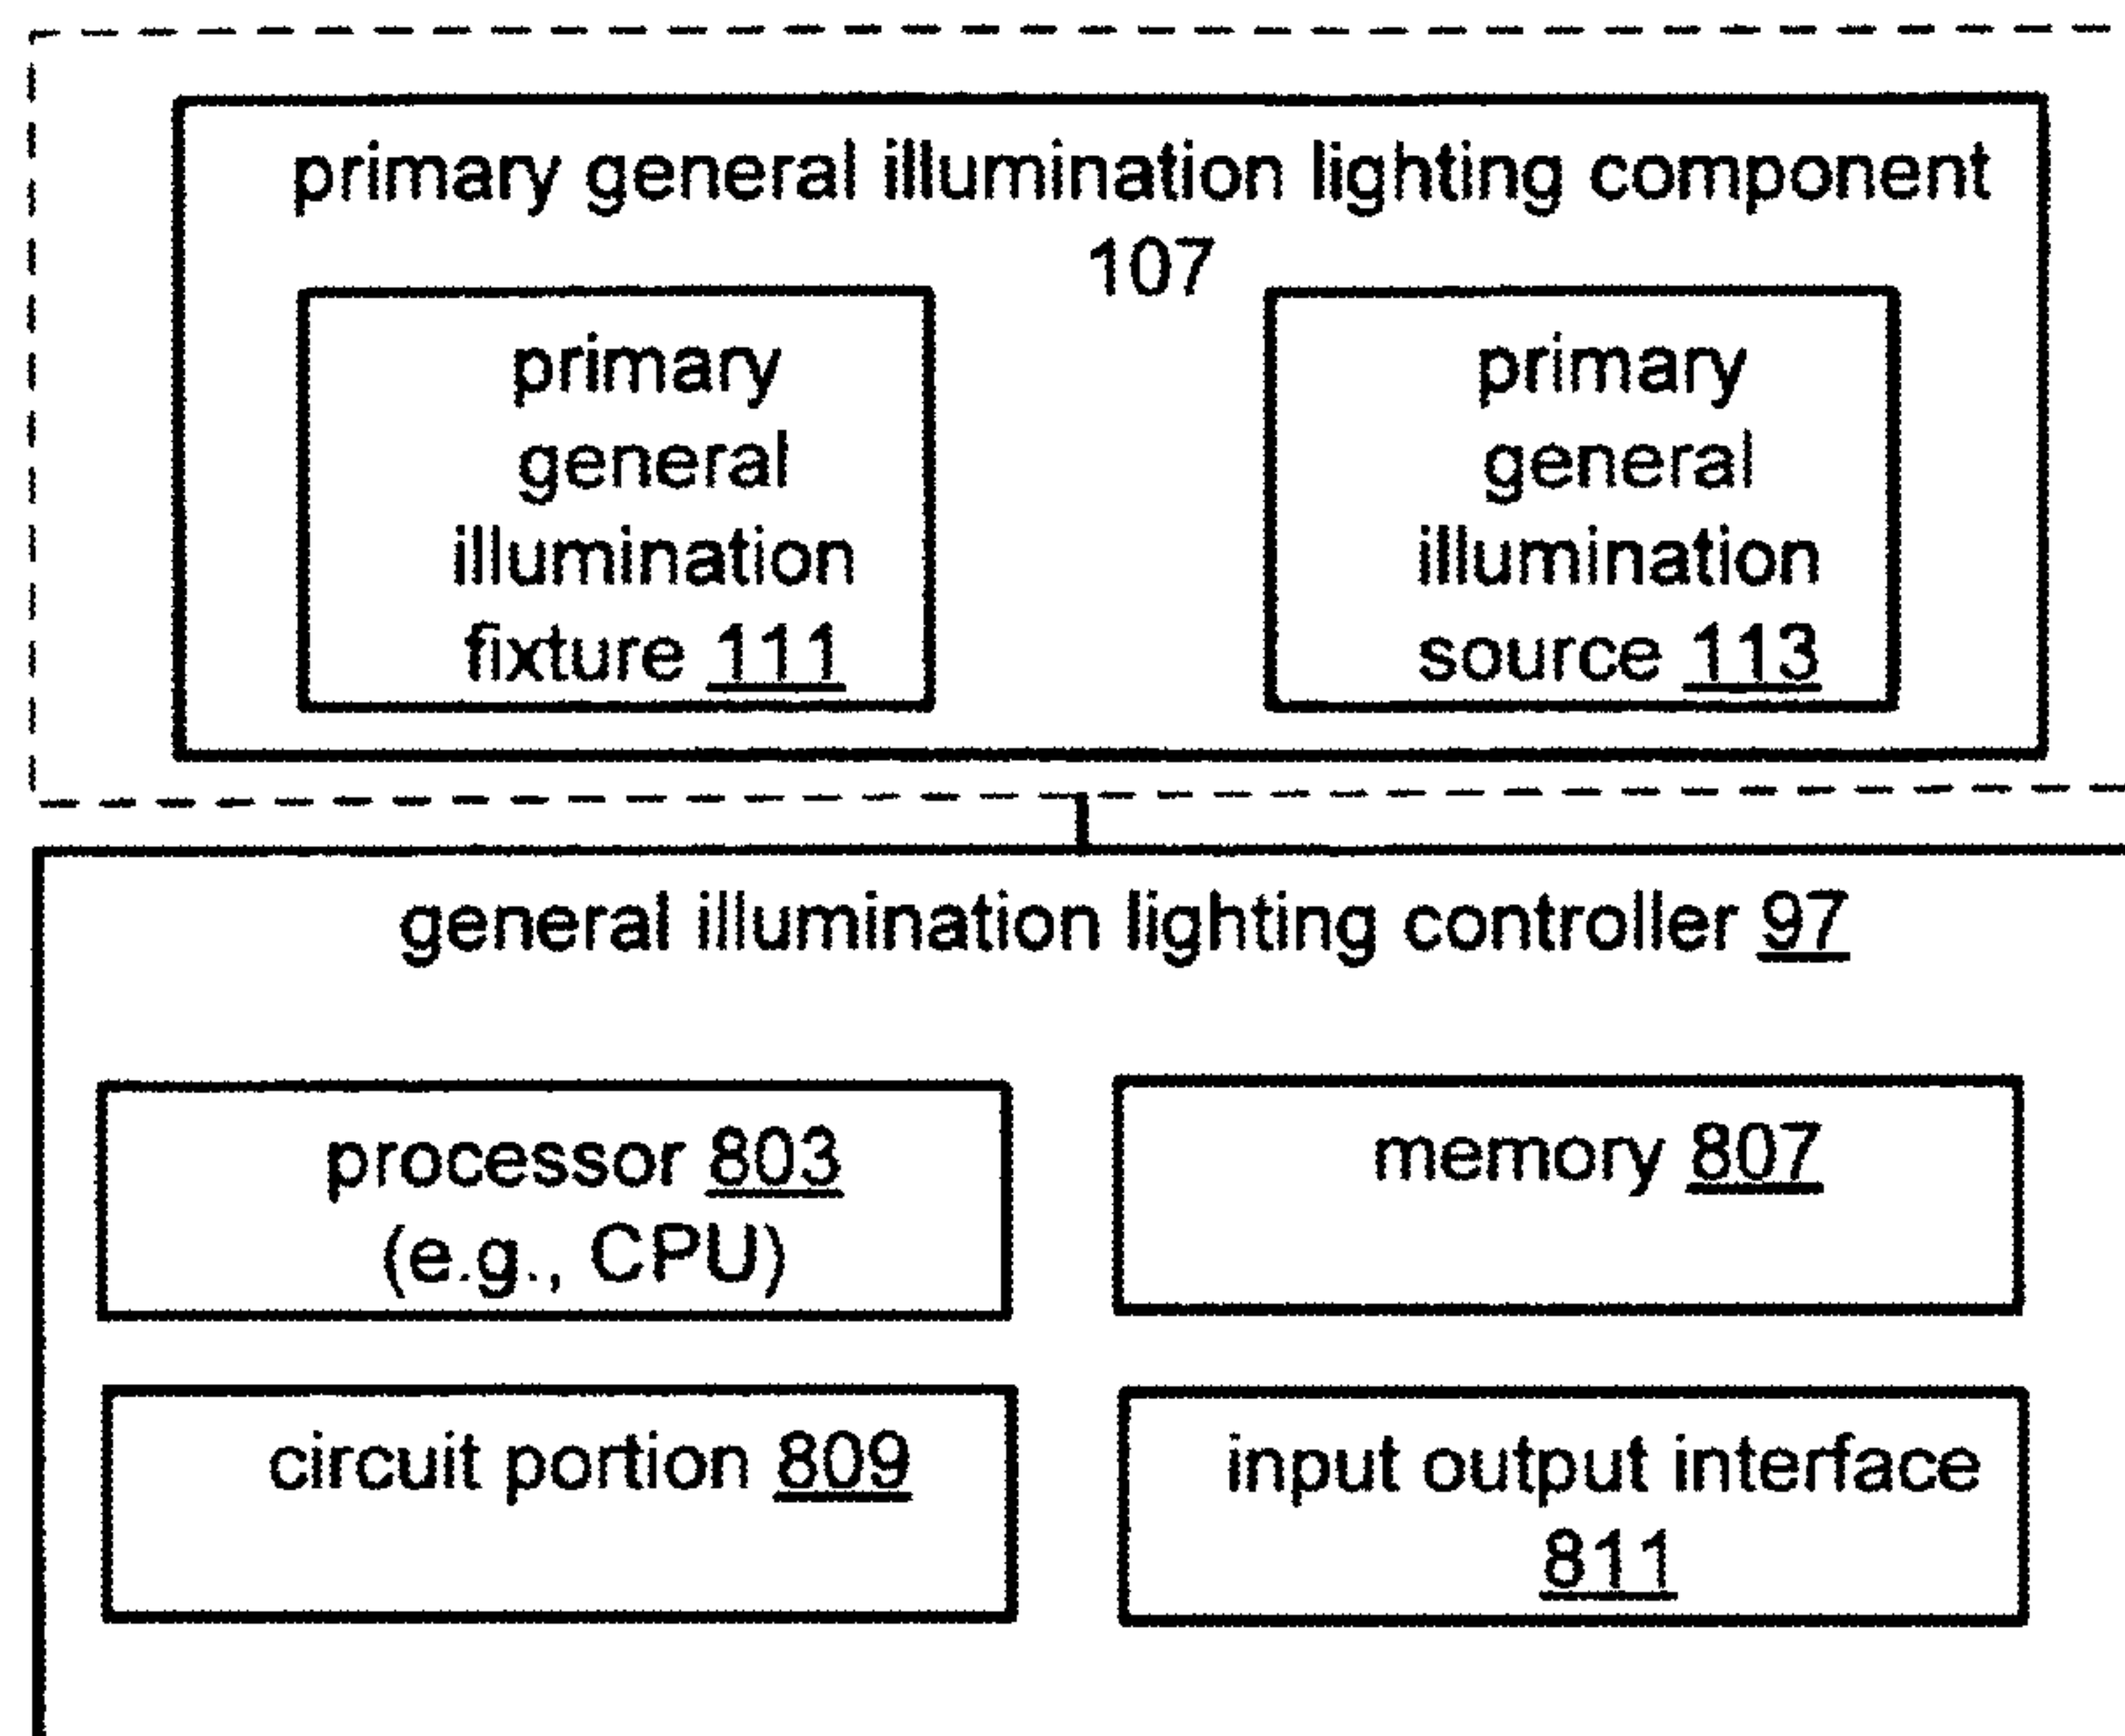 primary general illumination lighting component
107
primary
general
illumination
fixture 111
primary
general
illumination
source 113
general illumination lighting controller 97
processor 803
(e.g., CPU)
memory 807
circuit portion 809
input output interface
811